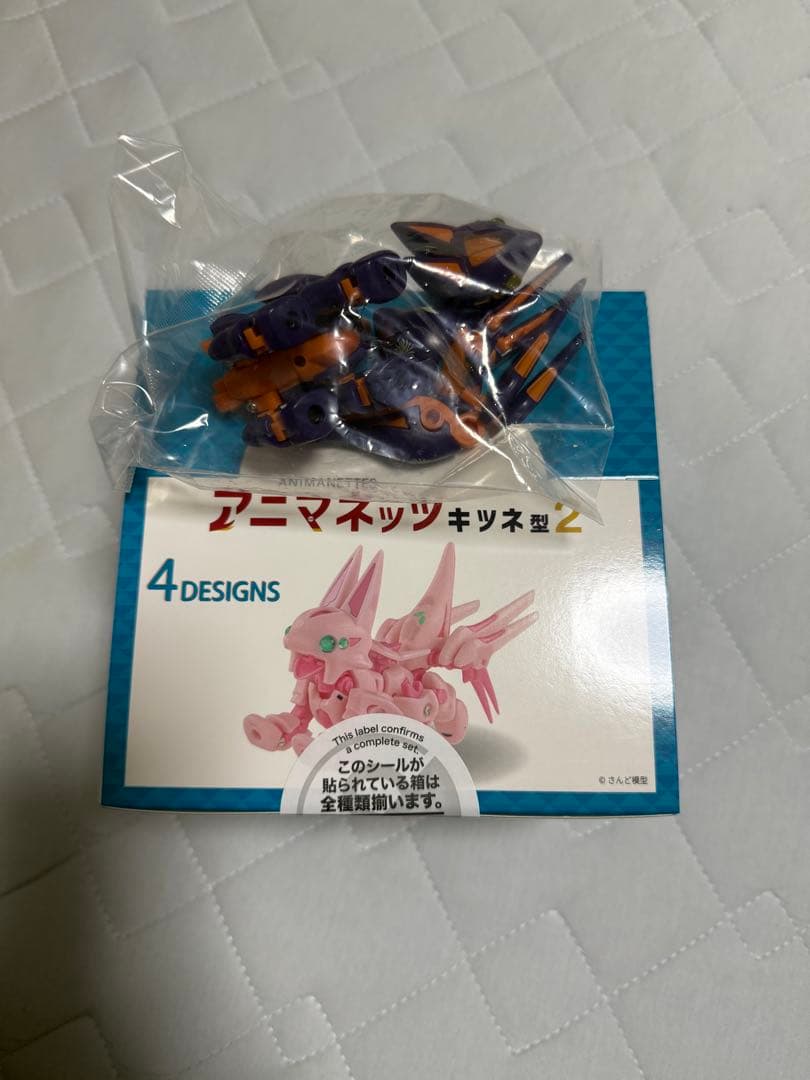 ANIMANETTES
アニマネッツ キツネ型2
4 DESIGNS
This label confirms
a complete set.
このシールが
貼られている箱は
全種類揃います。
© さんど模型